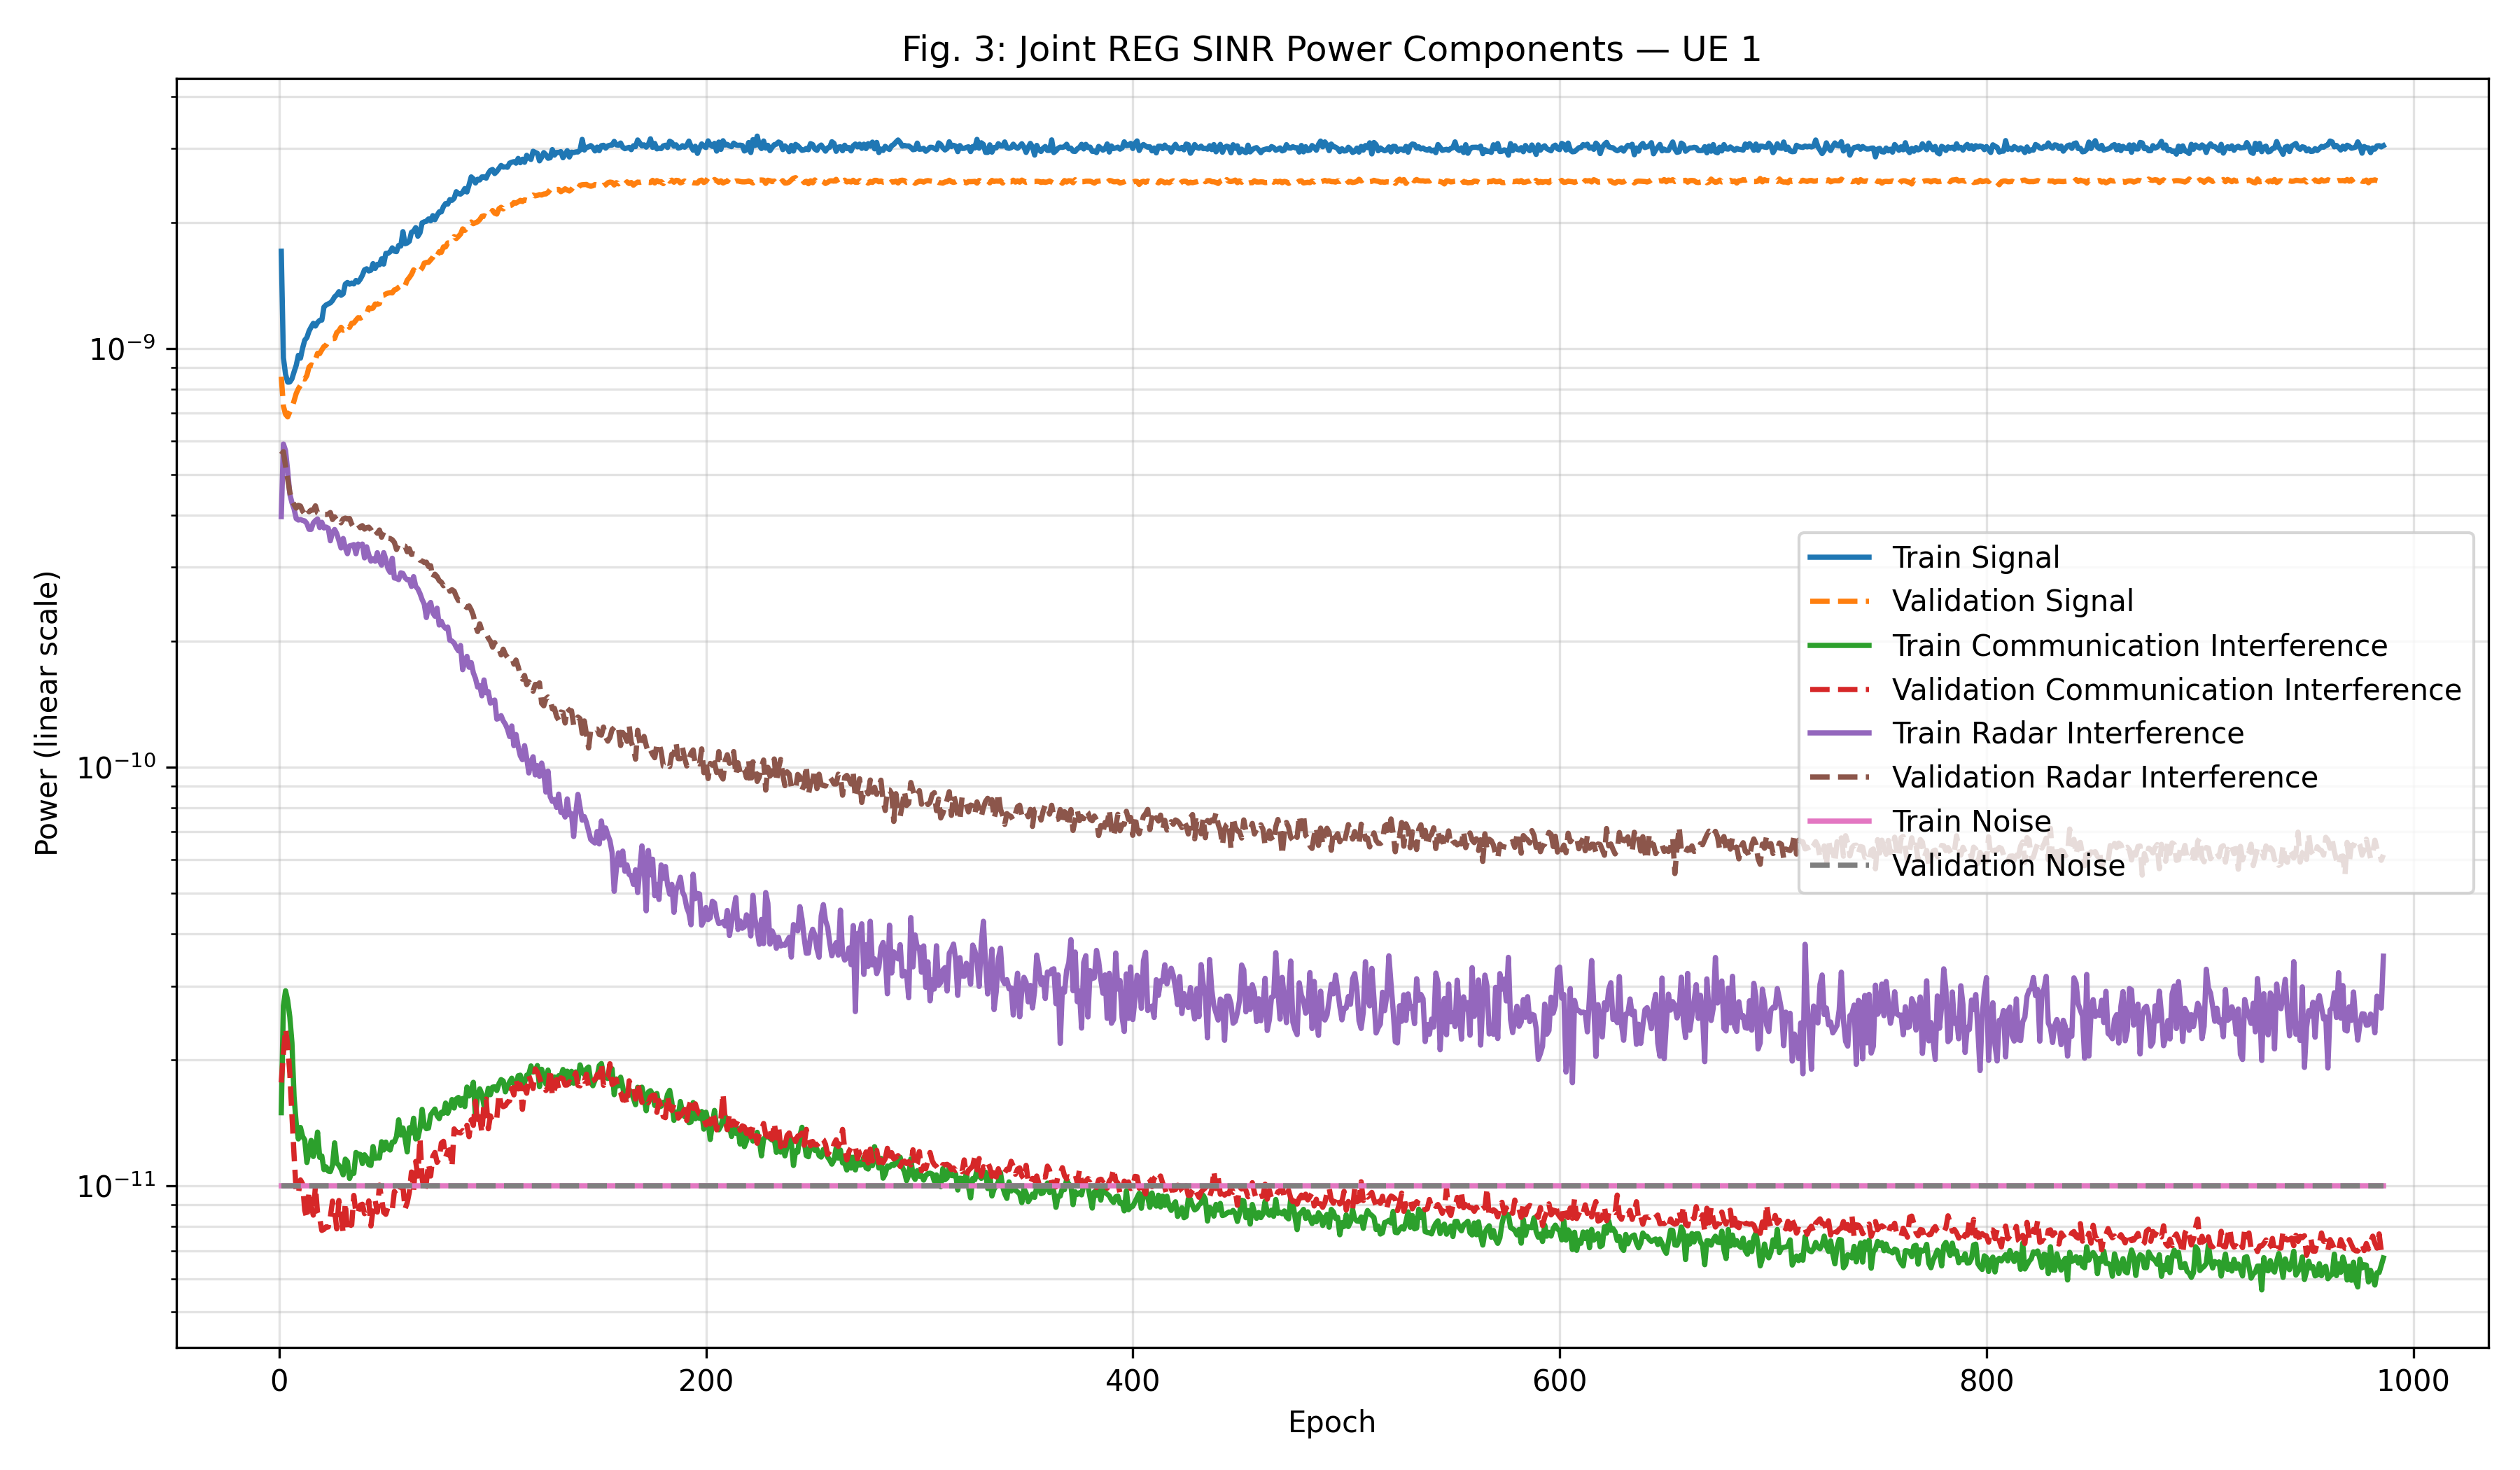 Fig. 3: Joint REG SINR Power Components — UE 1
Power (linear scale)
10⁻⁹
10⁻¹⁰
10⁻¹¹
Train Signal
Validation Signal
Train Communication Interference
Validation Communication Interference
Train Radar Interference
Validation Radar Interference
Train Noise
Validation Noise
0 200 400 600 800 1000
Epoch